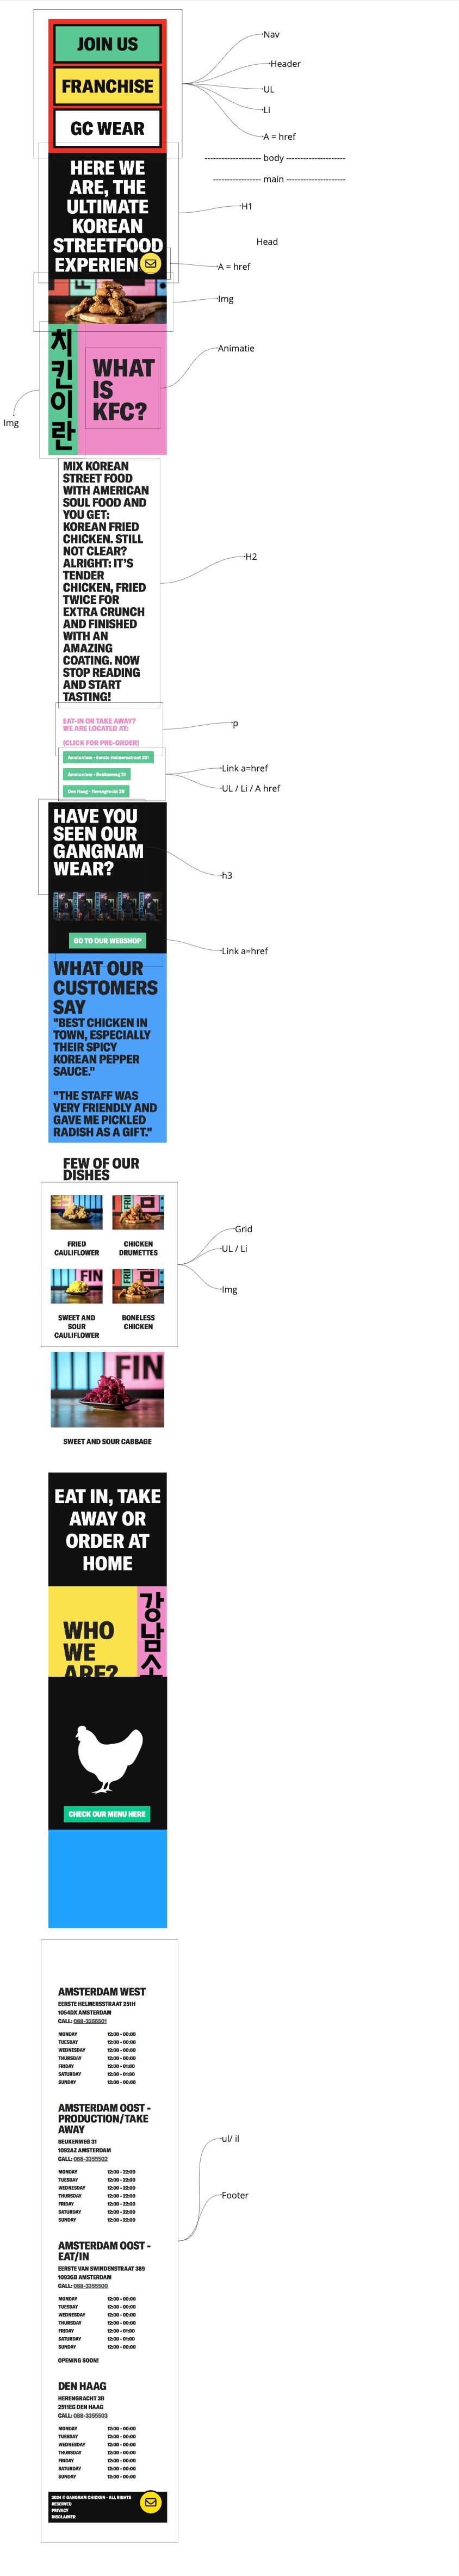 JOIN US
FRANCHISE
GC WEAR
Nav
Header
UL
Li
A = href
-------------------- body ---------------------
----------------- main ---------------------
HERE WE
ARE, THE
ULTIMATE
KOREAN
STREETFOOD
EXPERIEN
H1
Head
A = href
Img
치킨이란
WHAT
IS
KFC?
Animatie
Img
MIX KOREAN
STREET FOOD
WITH AMERICAN
SOUL FOOD AND
YOU GET:
KOREAN FRIED
CHICKEN. STILL
NOT CLEAR?
ALRIGHT: IT'S
TENDER
CHICKEN, FRIED
TWICE FOR
EXTRA CRUNCH
AND FINISHED
WITH AN
AMAZING
COATING. NOW
STOP READING
AND START
TASTING!
H2
EAT-IN OR TAKE AWAY?
WE ARE LOCATED AT:
(CLICK FOR PRE-ORDER)
p
Amsterdam - Eerste Helmersstraat 251
Amsterdam - Beukenweg 31
Den Haag - Herengracht 38
Link a=href
UL / Li / A href
HAVE YOU
SEEN OUR
GANGNAM
WEAR?
h3
GO TO OUR WEBSHOP
Link a=href
WHAT OUR
CUSTOMERS
SAY
"BEST CHICKEN IN
TOWN, ESPECIALLY
THEIR SPICY
KOREAN PEPPER
SAUCE."
"THE STAFF WAS
VERY FRIENDLY AND
GAVE ME PICKLED
RADISH AS A GIFT."
FEW OF OUR
DISHES
FRIED
CAULIFLOWER
CHICKEN
DRUMETTES
FIN
SWEET AND
SOUR
CAULIFLOWER
BONELESS
CHICKEN
Grid
UL / Li
Img
FIN
SWEET AND SOUR CABBAGE
EAT IN, TAKE
AWAY OR
ORDER AT
HOME
WHO
WE
ARE?
강남소
CHECK OUR MENU HERE
AMSTERDAM WEST
EERSTE HELMERSSTRAAT 251H
1054DX AMSTERDAM
CALL: 088-3355501
MONDAY 12:00 - 00:00
TUESDAY 12:00 - 00:00
WEDNESDAY 12:00 - 00:00
THURSDAY 12:00 - 00:00
FRIDAY 12:00 - 01:00
SATURDAY 12:00 - 01:00
SUNDAY 12:00 - 00:00
AMSTERDAM OOST -
PRODUCTION/TAKE
AWAY
BEUKENWEG 31
1092AZ AMSTERDAM
CALL: 088-3355502
MONDAY 12:00 - 22:00
TUESDAY 12:00 - 22:00
WEDNESDAY 12:00 - 22:00
THURSDAY 12:00 - 22:00
FRIDAY 12:00 - 22:00
SATURDAY 12:00 - 22:00
SUNDAY 12:00 - 22:00
ul/ il
Footer
AMSTERDAM OOST -
EAT/IN
EERSTE VAN SWINDENSTRAAT 389
1093GB AMSTERDAM
CALL: 088-3355500
MONDAY 12:00 - 00:00
TUESDAY 12:00 - 00:00
WEDNESDAY 12:00 - 00:00
THURSDAY 12:00 - 00:00
FRIDAY 12:00 - 01:00
SATURDAY 12:00 - 01:00
SUNDAY 12:00 - 00:00
OPENING SOON!
DEN HAAG
HERENGRACHT 38
2511EG DEN HAAG
CALL: 088-3355503
MONDAY 12:00 - 00:00
TUESDAY 12:00 - 00:00
WEDNESDAY 12:00 - 00:00
THURSDAY 12:00 - 00:00
FRIDAY 12:00 - 00:00
SATURDAY 12:00 - 00:00
SUNDAY 12:00 - 00:00
2024 © GANGNAM CHICKEN - ALL RIGHTS
RESERVED
PRIVACY
DISCLAIMER